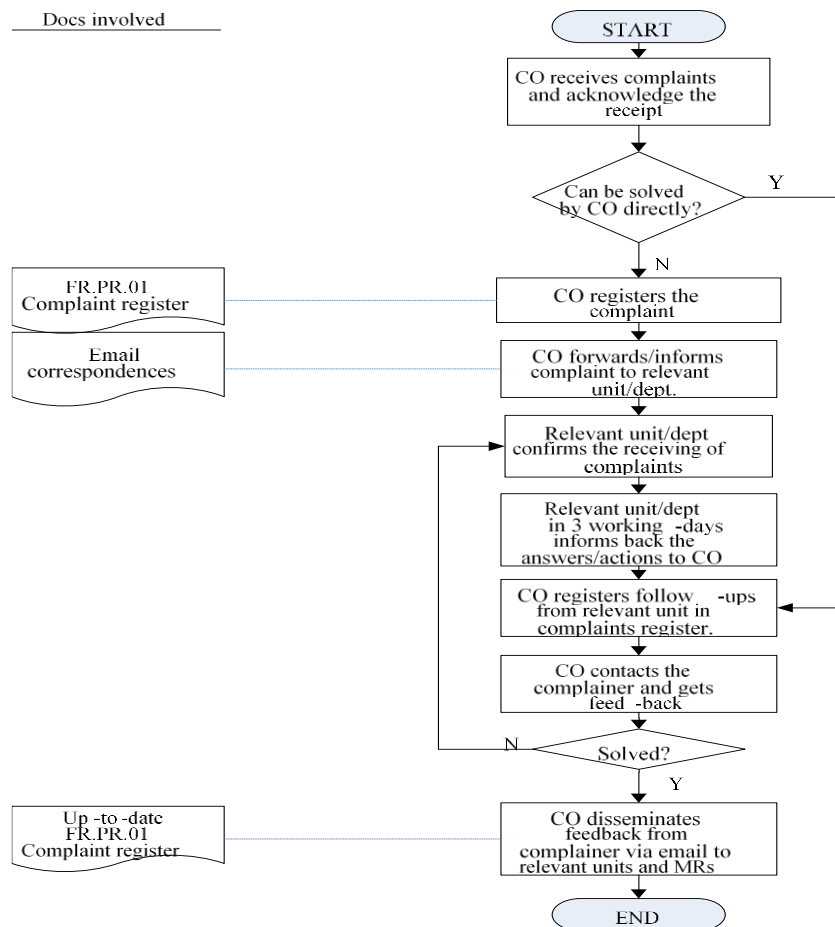 Docs involved
START
CO receives complaints
and acknowledge the
receipt
Can be solved
by CO directly?
Y
N
FR.PR.01
Complaint register
CO registers the
complaint
Email
correspondences
CO forwards/informs
complaint to relevant
unit/dept.
Relevant unit/dept
confirms the receiving of
complaints
Relevant unit/dept
in 3 working -days
informs back the
answers/actions to CO
CO registers follow -ups
from relevant unit in
complaints register.
CO contacts the
complainer and gets
feed -back
N
Solved?
Y
Up -to -date
FR.PR.01
Complaint register
CO disseminates
feedback from
complainer via email to
relevant units and MRs
END